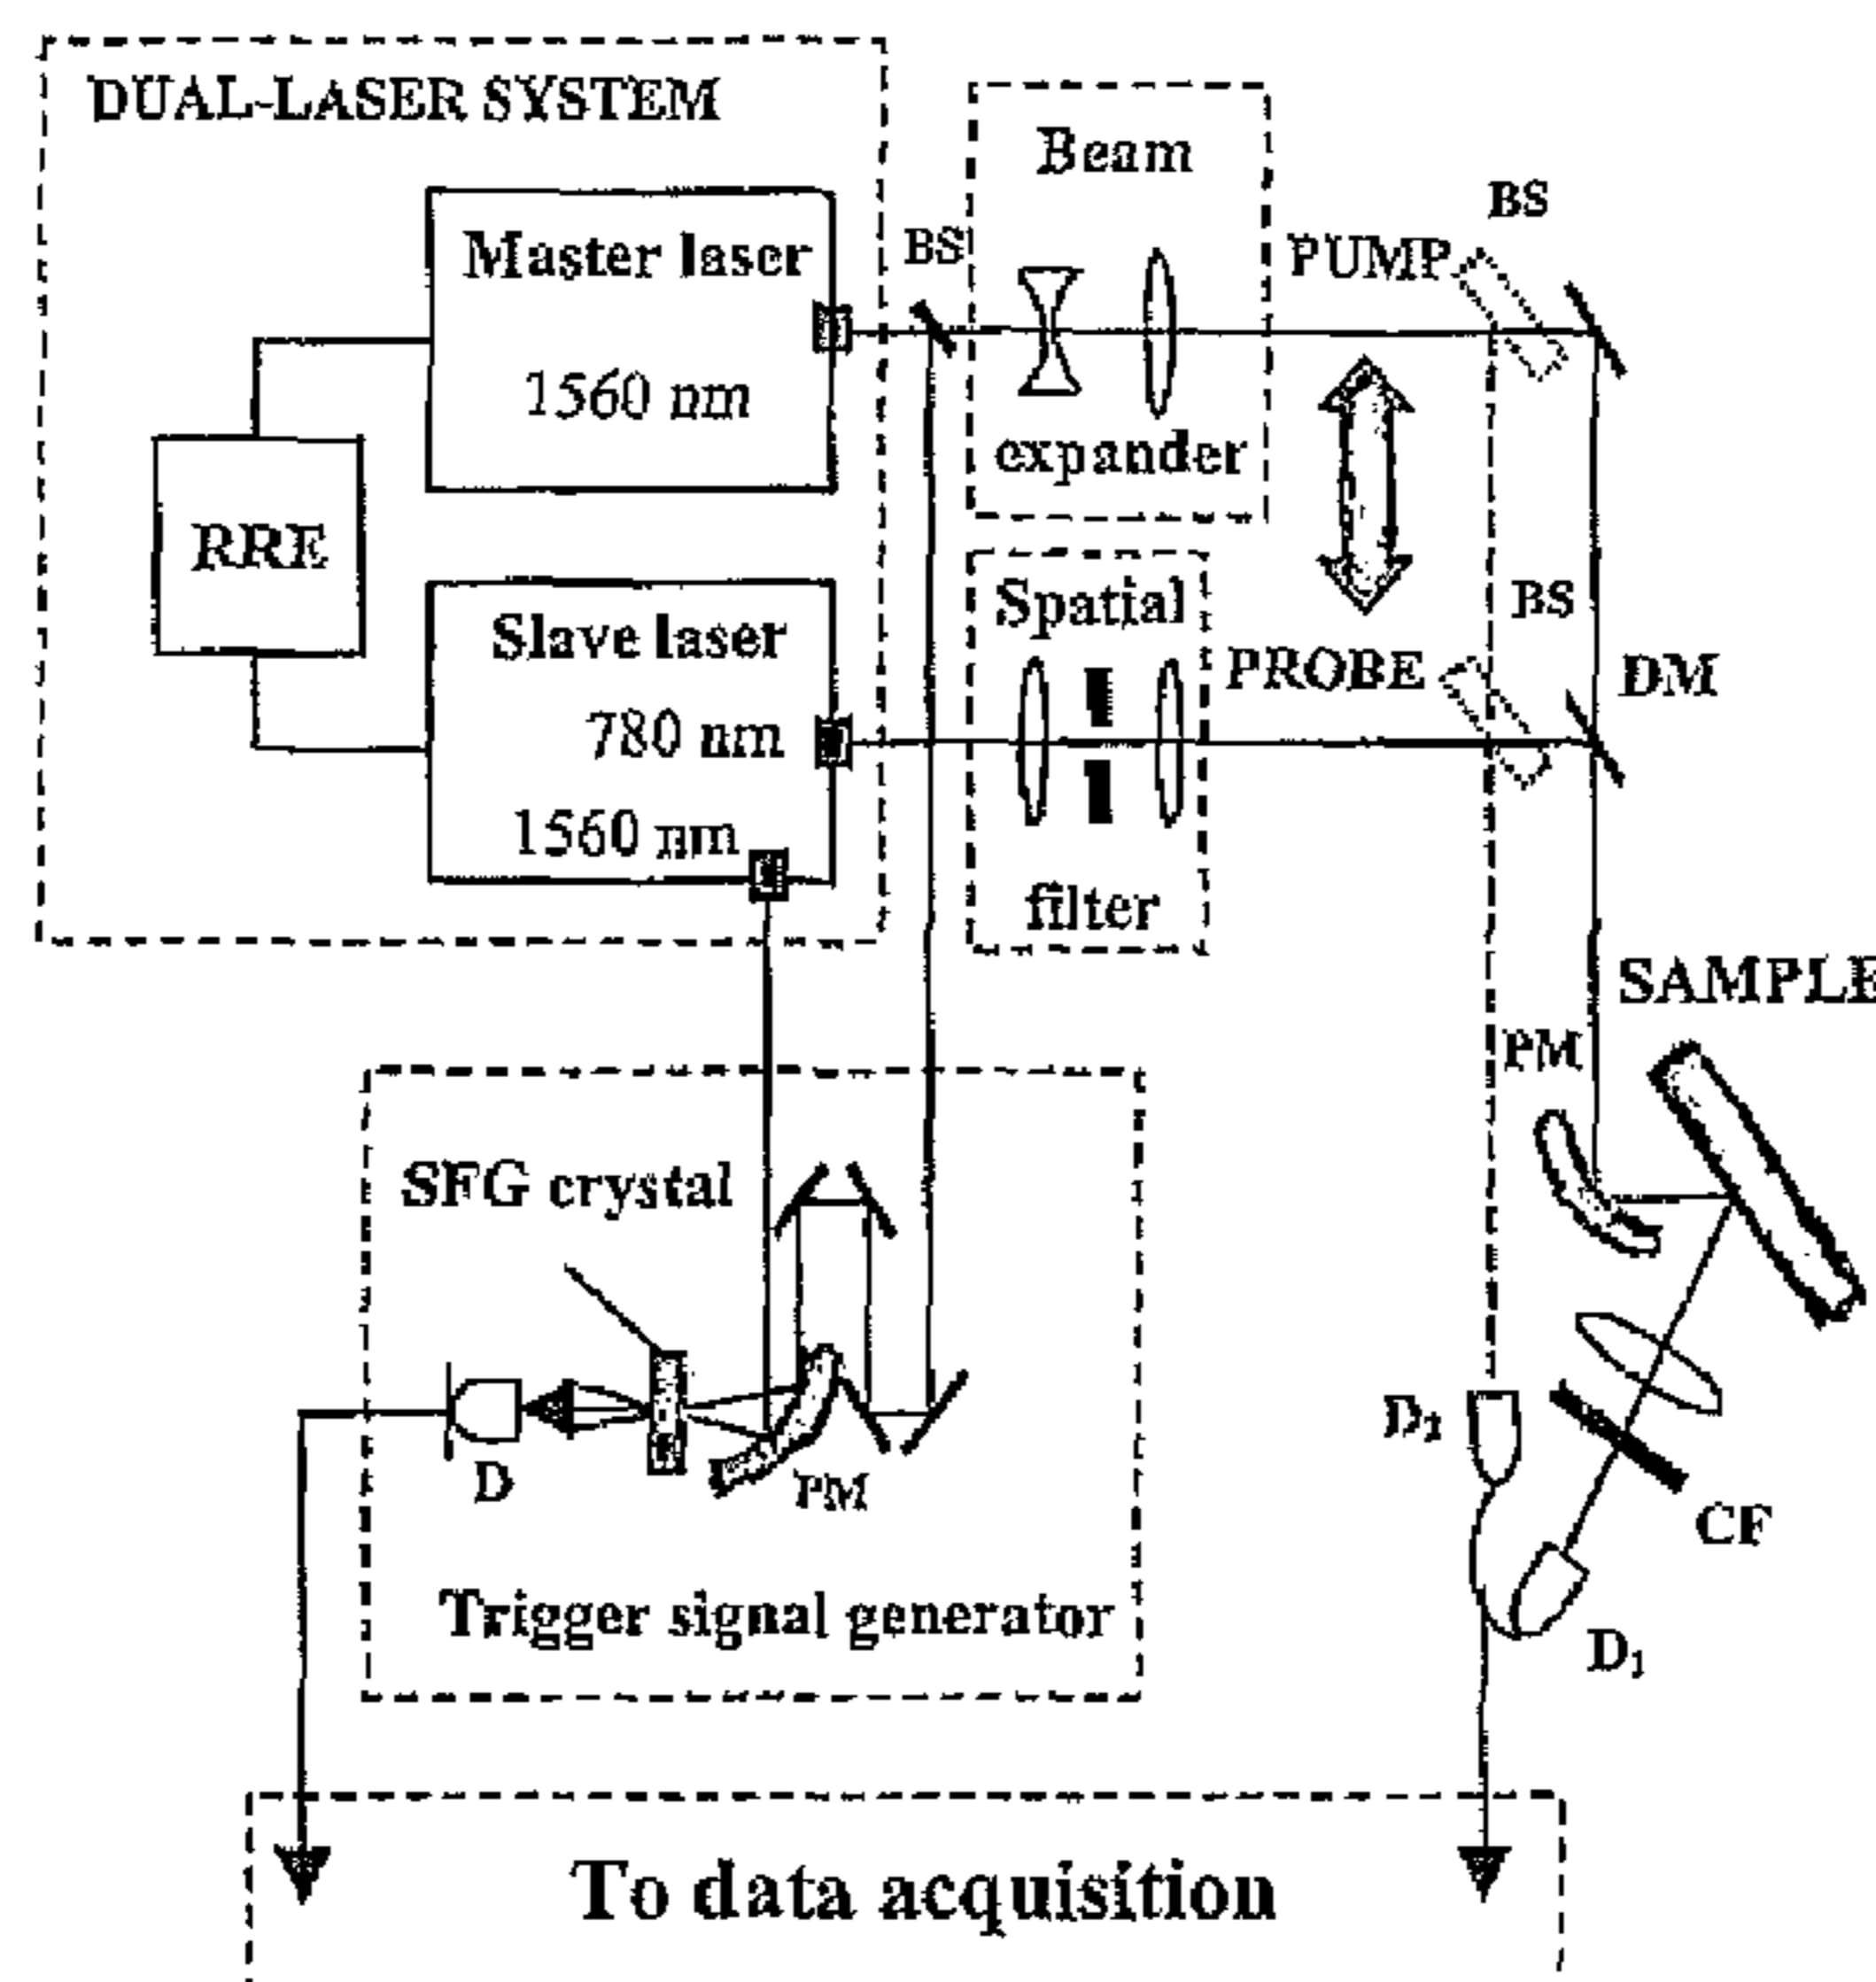 DUAL-LASER SYSTEM
Master laser
1560 nm
RRE
Slave laser
780 nm
1560 nm
BS
Beam
expander
Spatial
filter
PUMP
BS
BS
PROBE
DM
SAMPLE
PM
SFG crystal
D
PM
Trigger signal generator
D₂
CF
D₁
To data acquisition